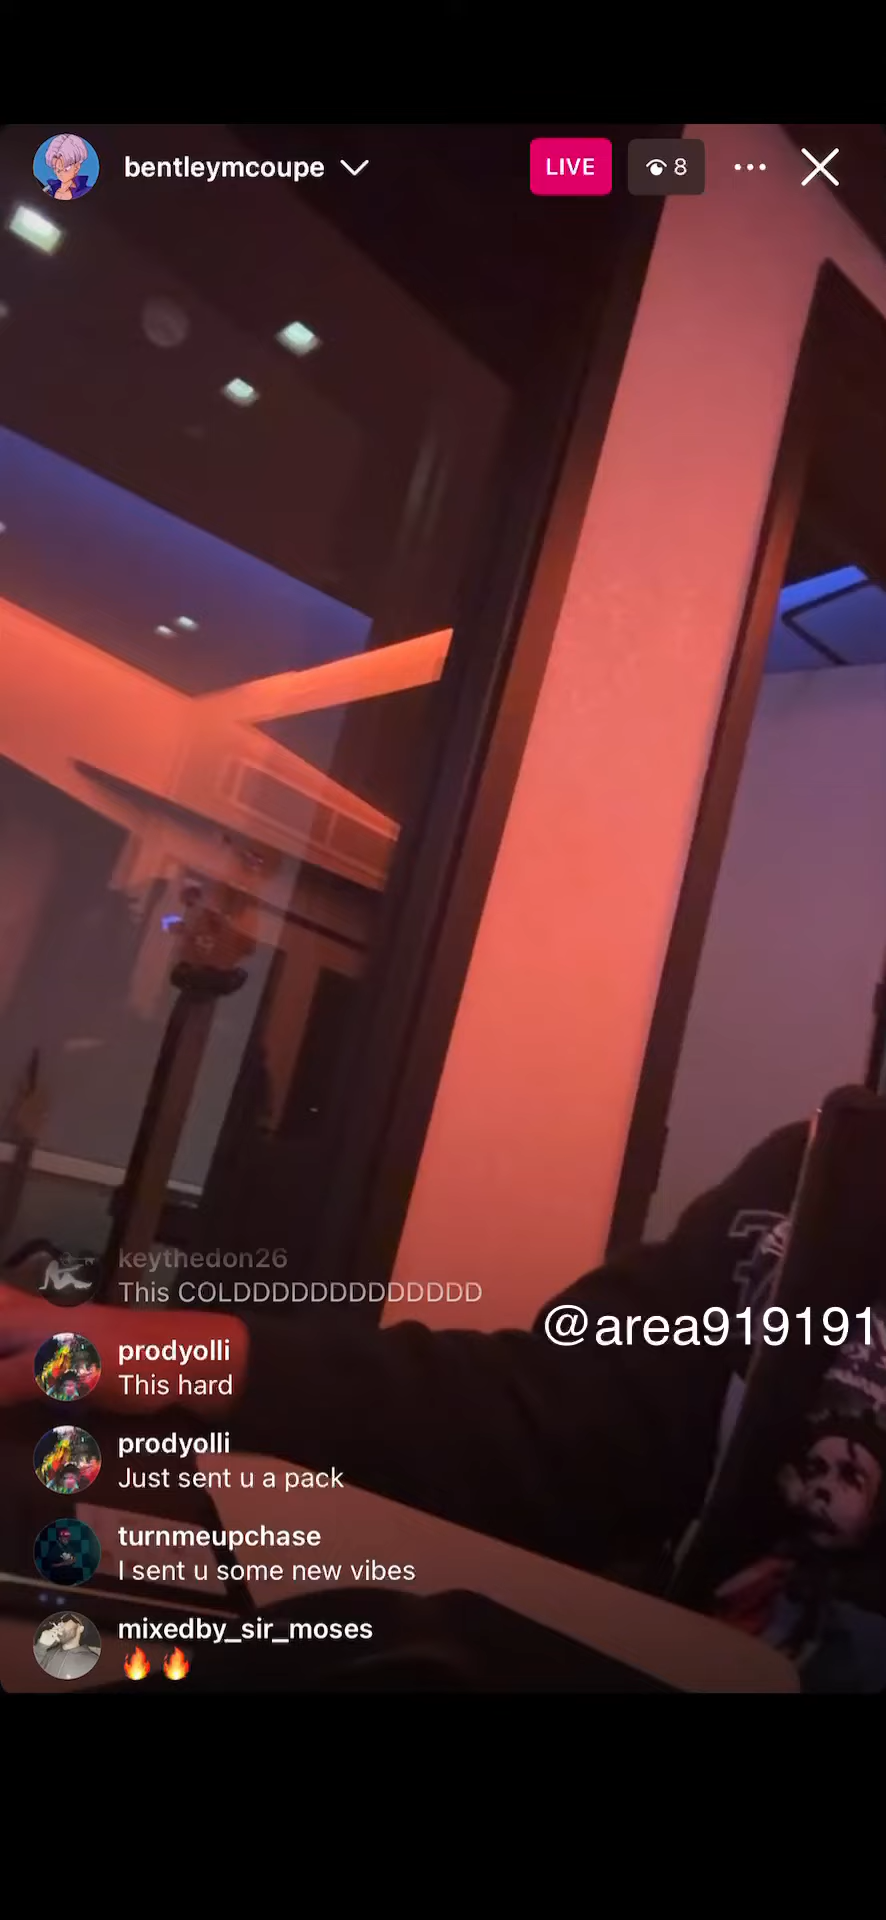 bentleymcoupe
LIVE
8
keythedon26
This COLDDDDDDDDDDDDD
@area919191
prodyolli
This hard
prodyolli
Just sent u a pack
turnmeupchase
I sent u some new vibes
mixedby_sir_moses
🔥🔥